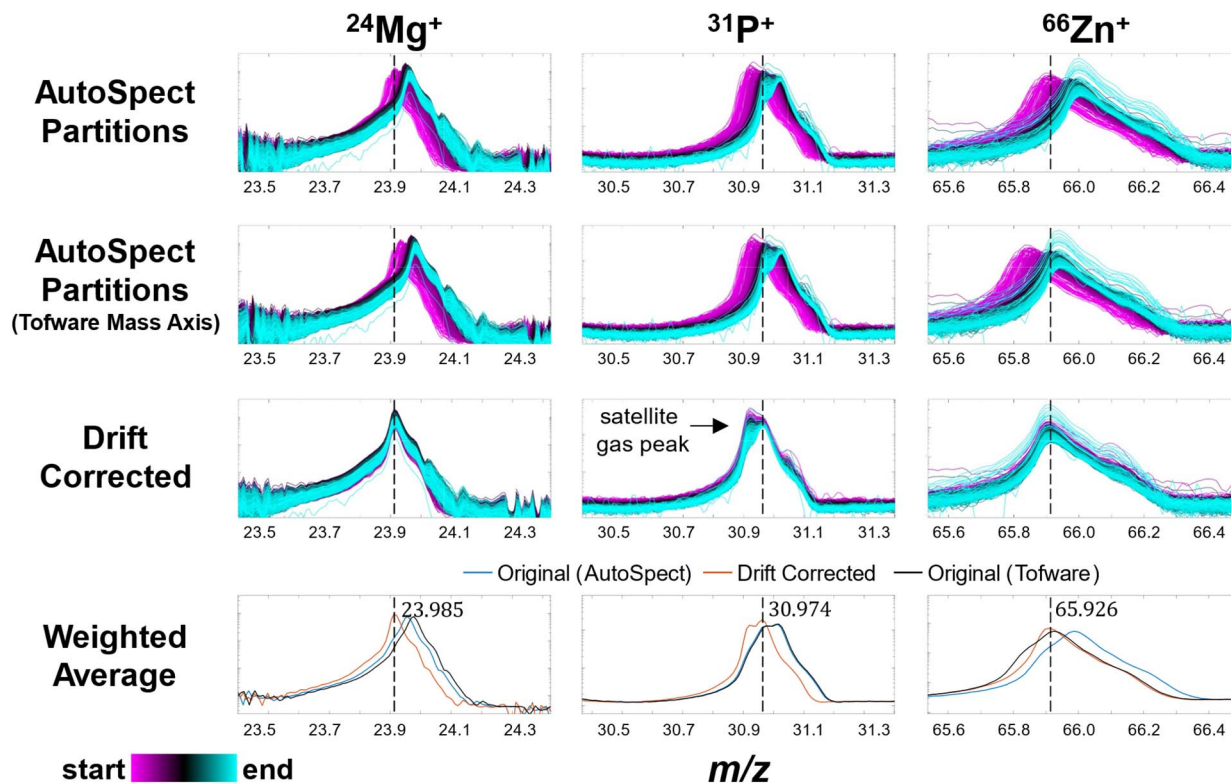 ²⁴Mg⁺ ³¹P⁺ ⁶⁶Zn⁺
AutoSpect
Partitions
23.5 23.7 23.9 24.1 24.3
30.5 30.7 30.9 31.1 31.3
65.6 65.8 66.0 66.2 66.4
AutoSpect
Partitions
(Tofware Mass Axis)
23.5 23.7 23.9 24.1 24.3
30.5 30.7 30.9 31.1 31.3
65.6 65.8 66.0 66.2 66.4
Drift
Corrected
satellite
gas peak
23.5 23.7 23.9 24.1 24.3
30.5 30.7 30.9 31.1 31.3
65.6 65.8 66.0 66.2 66.4
Original (AutoSpect) Drift Corrected Original (Tofware)
Weighted
Average
23.985 30.974 65.926
23.5 23.7 23.9 24.1 24.3
30.5 30.7 30.9 31.1 31.3
65.6 65.8 66.0 66.2 66.4
start end
m/z